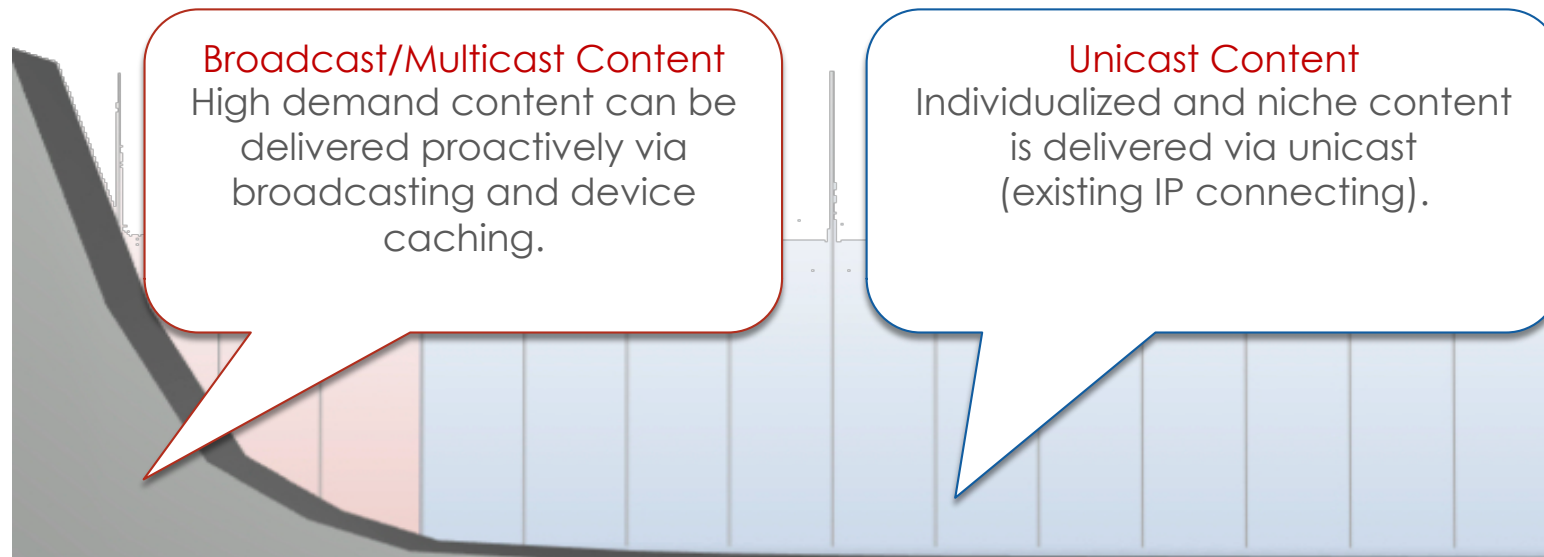 Broadcast/Multicast Content
High demand content can be
delivered proactively via
broadcasting and device
caching.
Unicast Content
Individualized and niche content
is delivered via unicast
(existing IP connecting).